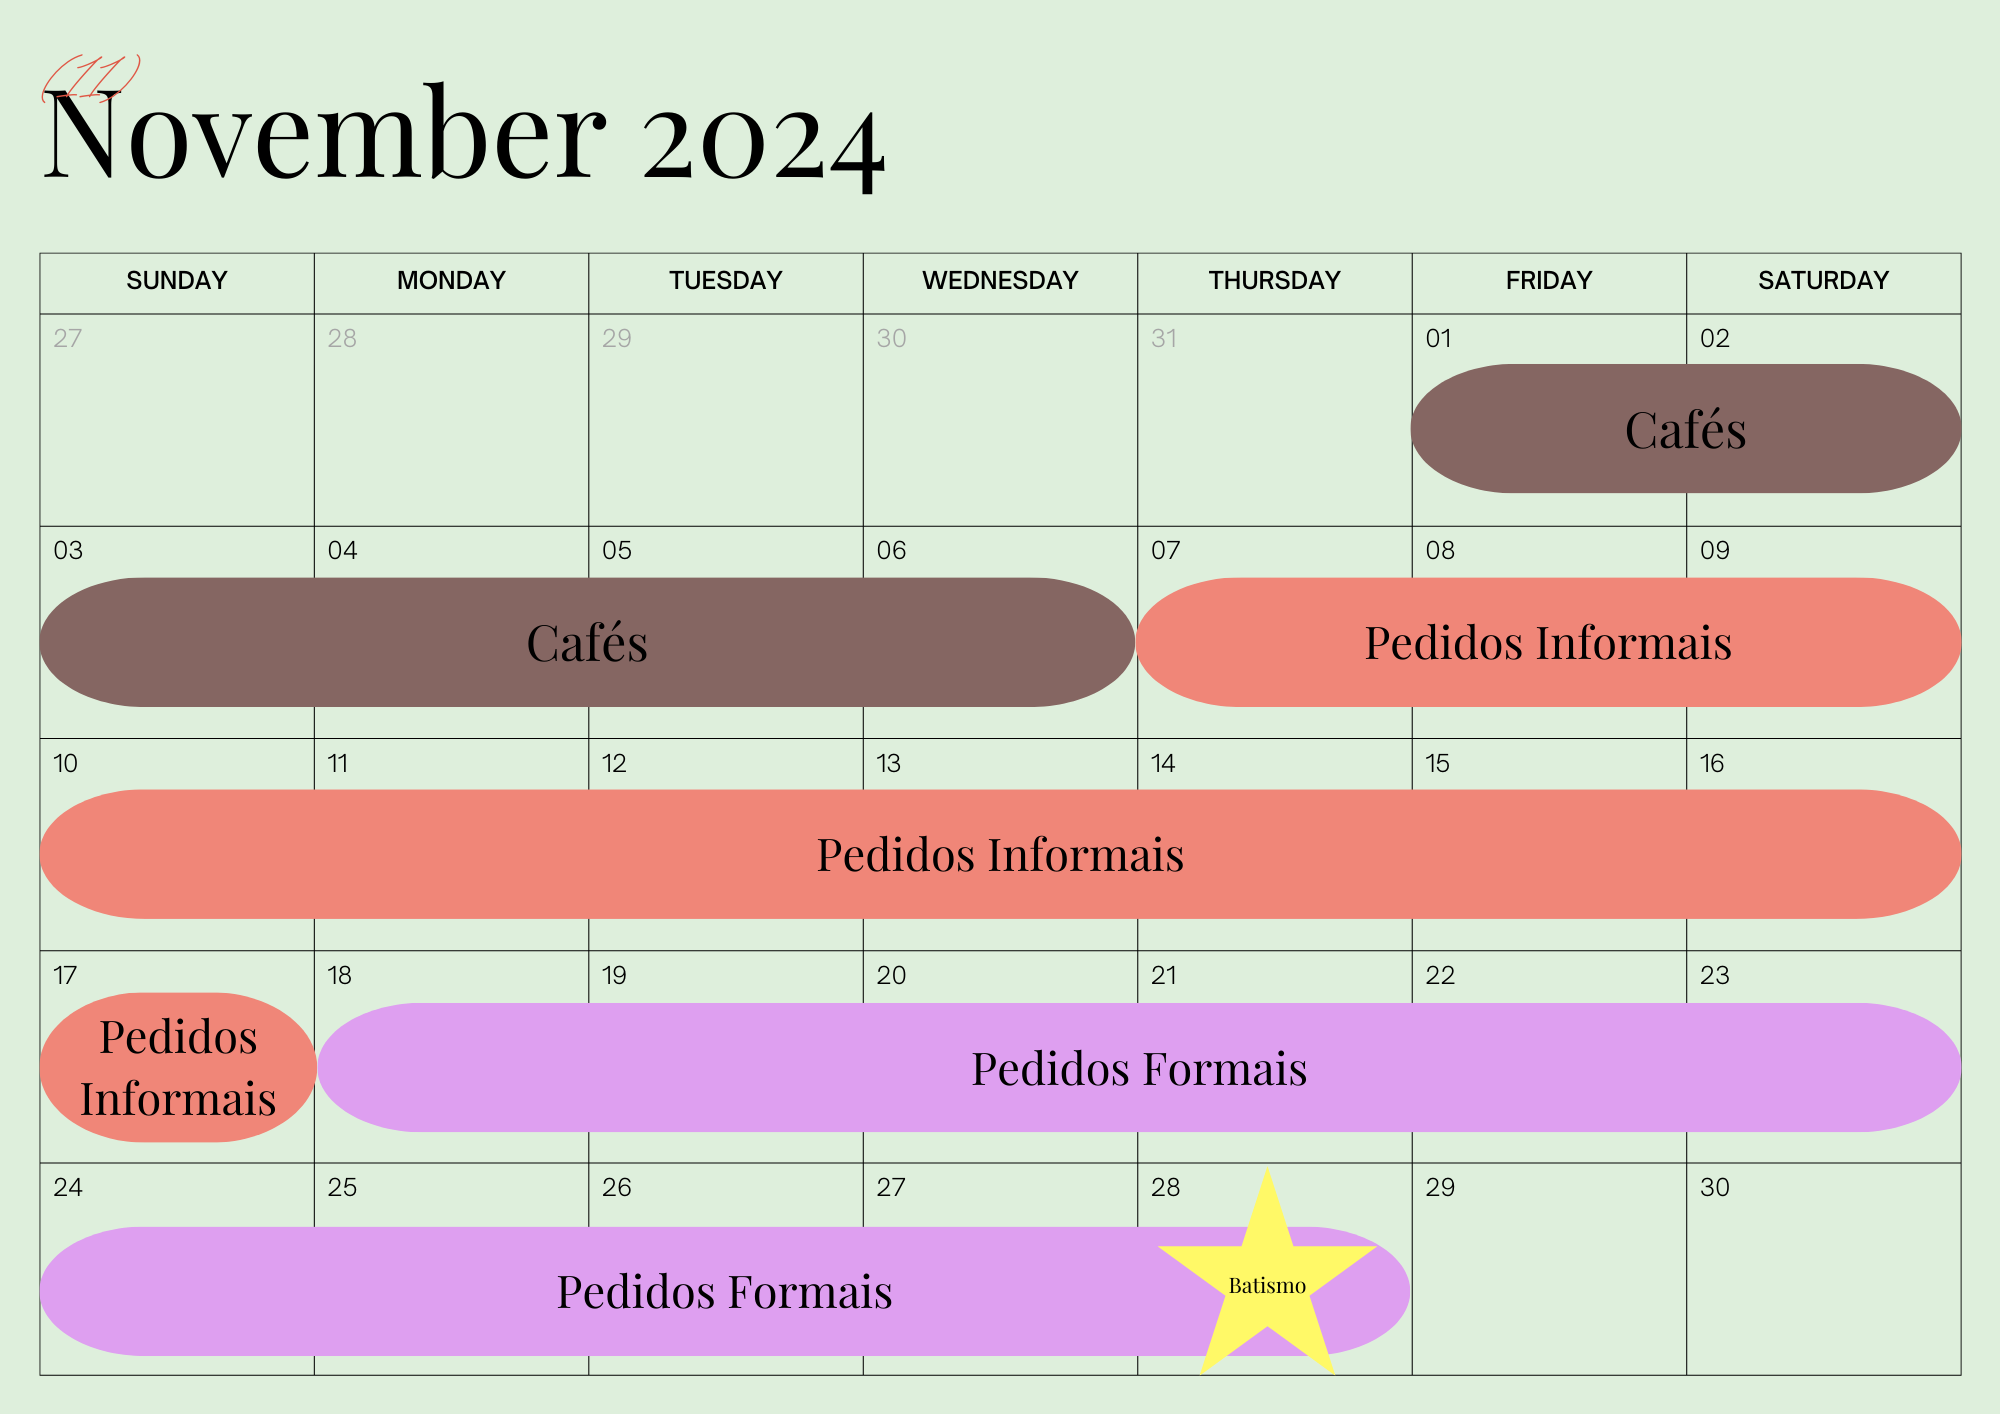 (11)
November 2024
SUNDAY MONDAY TUESDAY WEDNESDAY THURSDAY FRIDAY SATURDAY
27 28 29 30 31 01 02
Cafés
03 04 05 06 07 08 09
Cafés Pedidos Informais
10 11 12 13 14 15 16
Pedidos Informais
17 18 19 20 21 22 23
Pedidos
Informais
Pedidos Formais
24 25 26 27 28 29 30
Pedidos Formais
Batismo